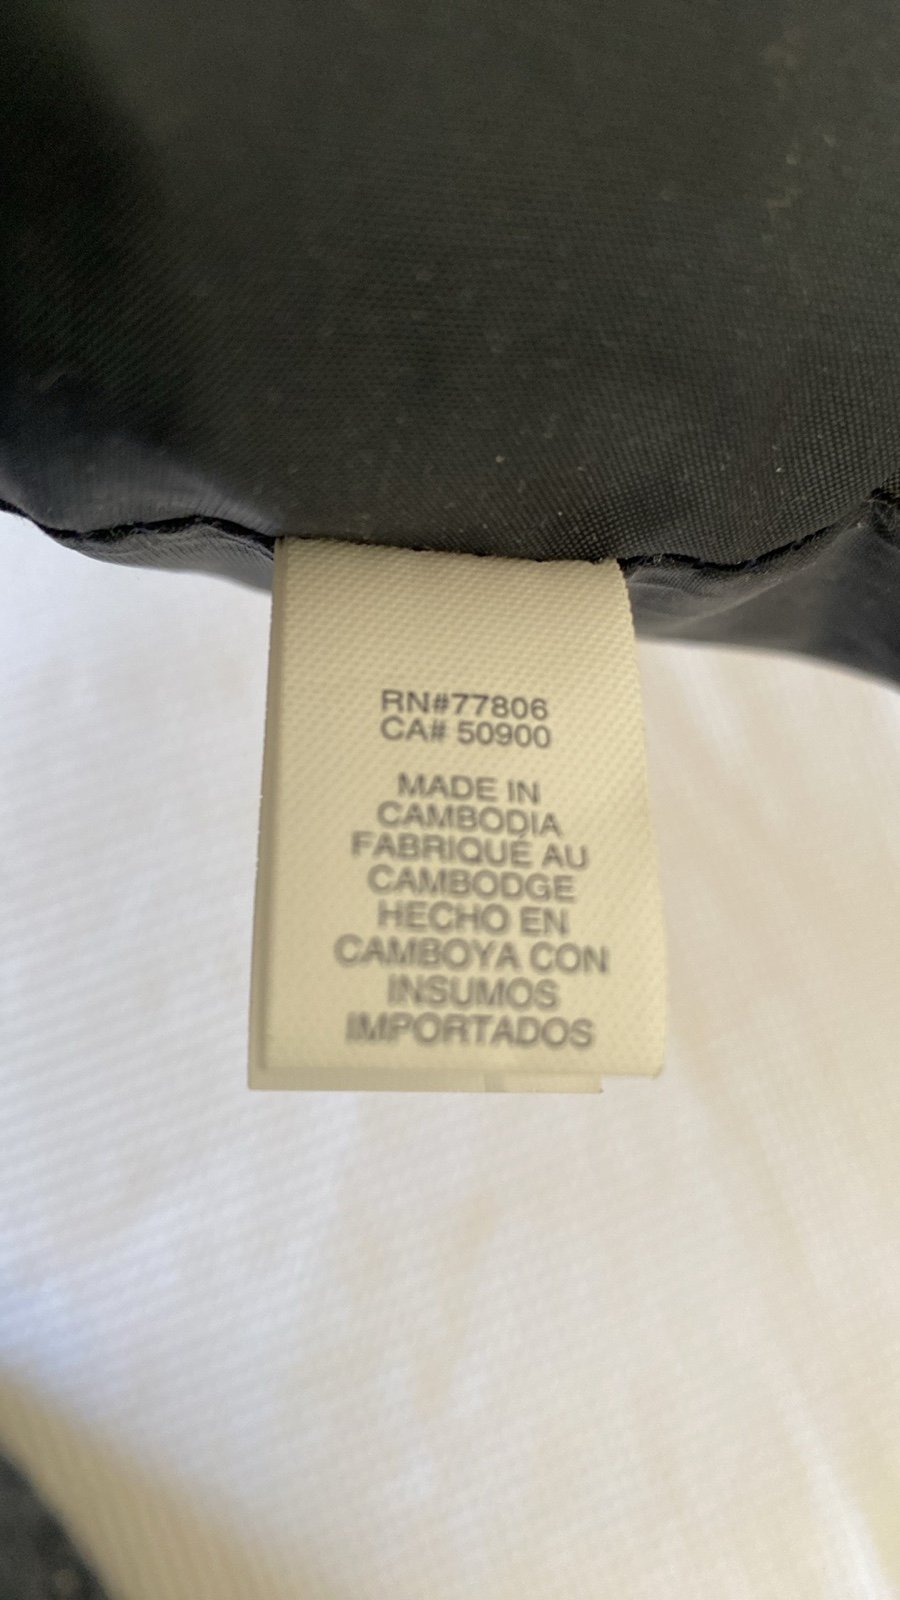 RN#77806
CA# 50900
MADE IN
CAMBODIA
FABRIQUÉ AU
CAMBODGE
HECHO EN
CAMBOYA CON
INSUMOS
IMPORTADOS